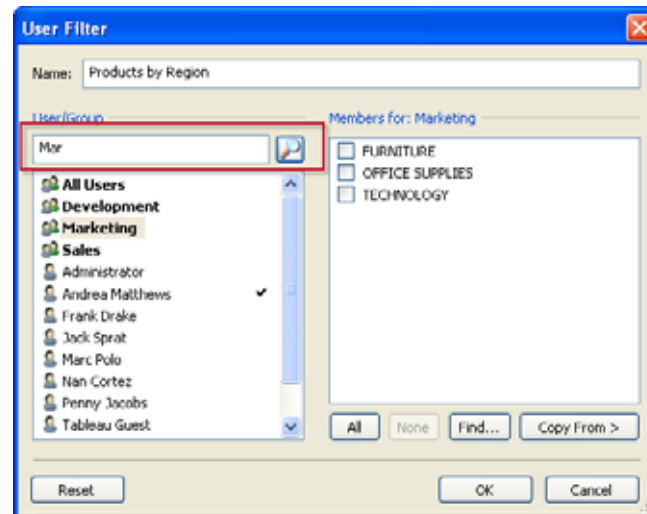 User Filter
Name: Products by Region
User/Group
Mar
All Users
Development
Marketing
Sales
Administrator
Andrea Matthews
Frank Drake
Jack Sprat
Marc Polo
Nan Cortez
Penny Jacobs
Tableau Guest
Members for: Marketing
FURNITURE
OFFICE SUPPLIES
TECHNOLOGY
All None Find... Copy From >
Reset OK Cancel